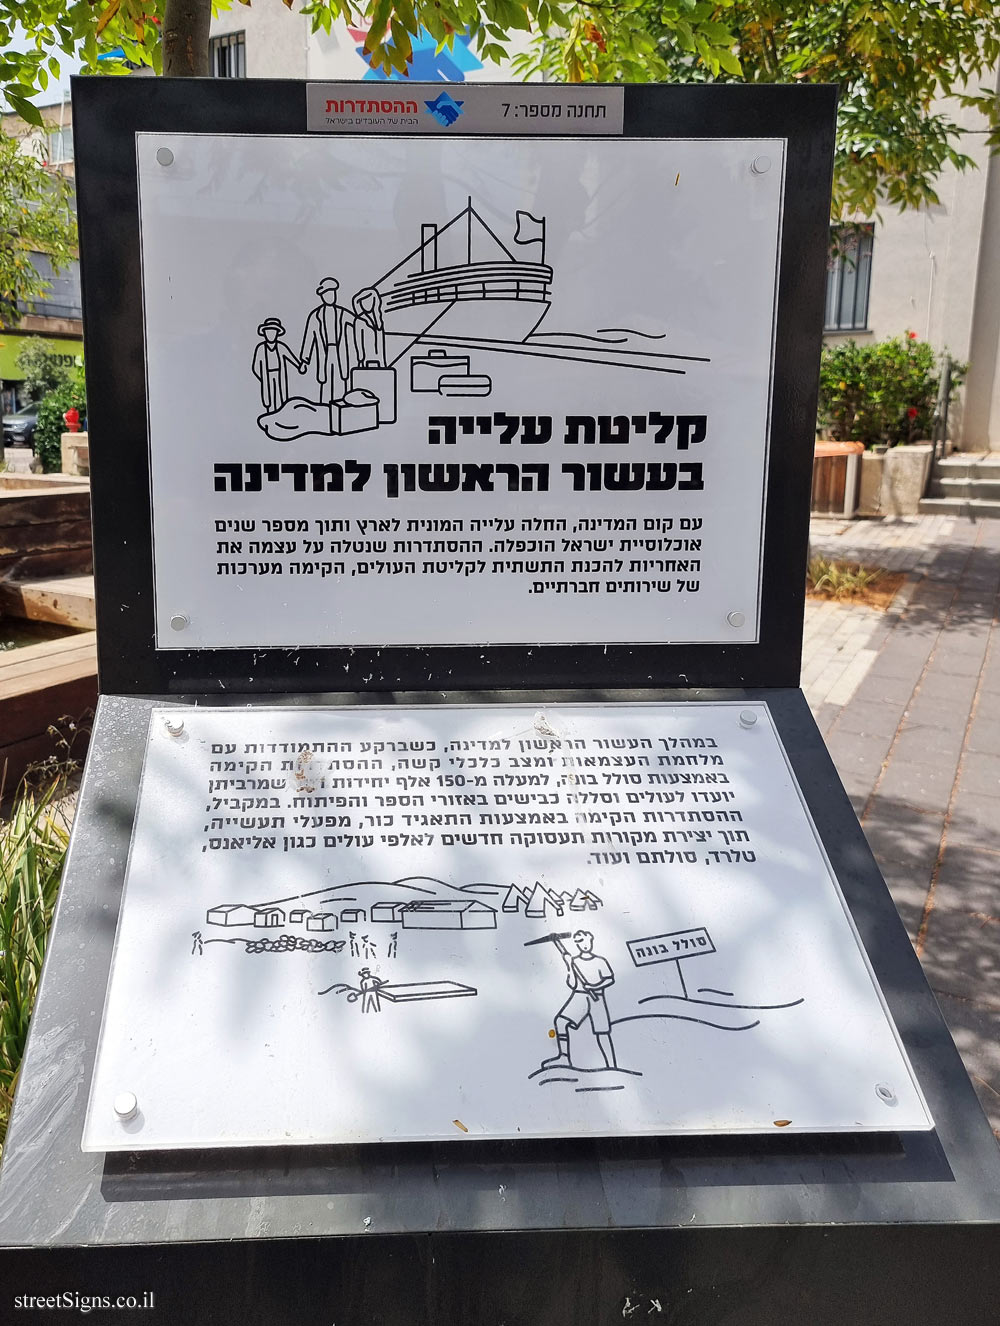 תחנה מספר: 7
ההסתדרות
הבית של העובדים בישראל
קליטת עלייה
בעשור הראשון למדינה
עם קום המדינה, החלה עלייה המונית לארץ ותוך מספר שנים
אוכלוסיית ישראל הוכפלה. ההסתדרות שנטלה על עצמה את
האחריות להכנת התשתית לקליטת העולים, הקימה מערכות
של שירותים חברתיים.
במהלך העשור הראשון למדינה, כשברקע ההתמודדות עם
מלחמת העצמאות ומצב כלכלי קשה, ההסתדרות הקימה
באמצעות סולל בונה, למעלה מ-150 אלף יחידות שמרביתן
יועדו לעולים וסללה כבישים באזורי הספר והפיתוח. במקביל,
ההסתדרות הקימה באמצעות התאגיד כור, מפעלי תעשייה,
תוך יצירת מקורות תעסוקה חדשים לאלפי עולים כגון אליאנס,
טלרד, סולתם ועוד.
סולל בונה
streetSigns.co.il